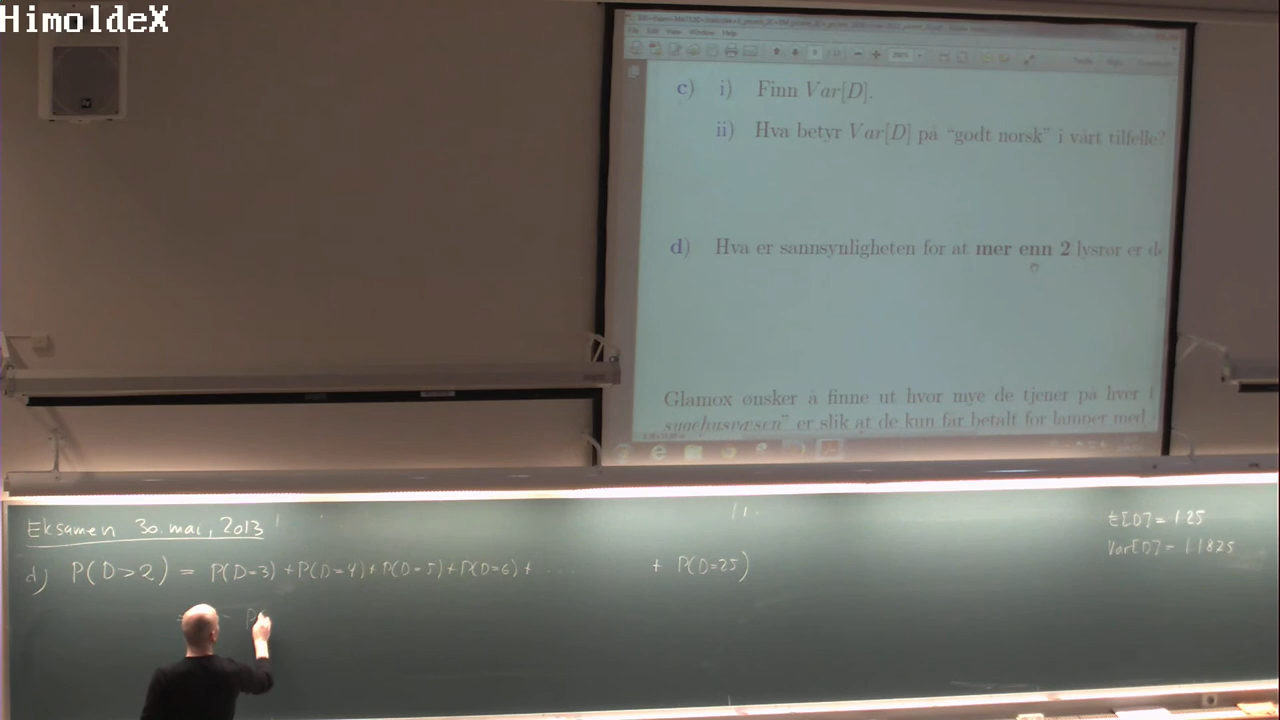 HimoldeX
c) i) Finn Var[D].
ii) Hva betyr Var[D] på “godt norsk” i vårt tilfelle?
d) Hva er sannsynligheten for at mer enn 2 lysrør er de
Glamox ønsker å finne ut hvor mye de tjener på hver
er slik at de kun får betalt for lamper med
Eksamen 30. mai, 2013
E[D] = 1.25
Var[D] = 1.1825
d) P(D>2) = P(D=3) + P(D=4) + P(D=5) + P(D=6) + .... + P(D=25)
P